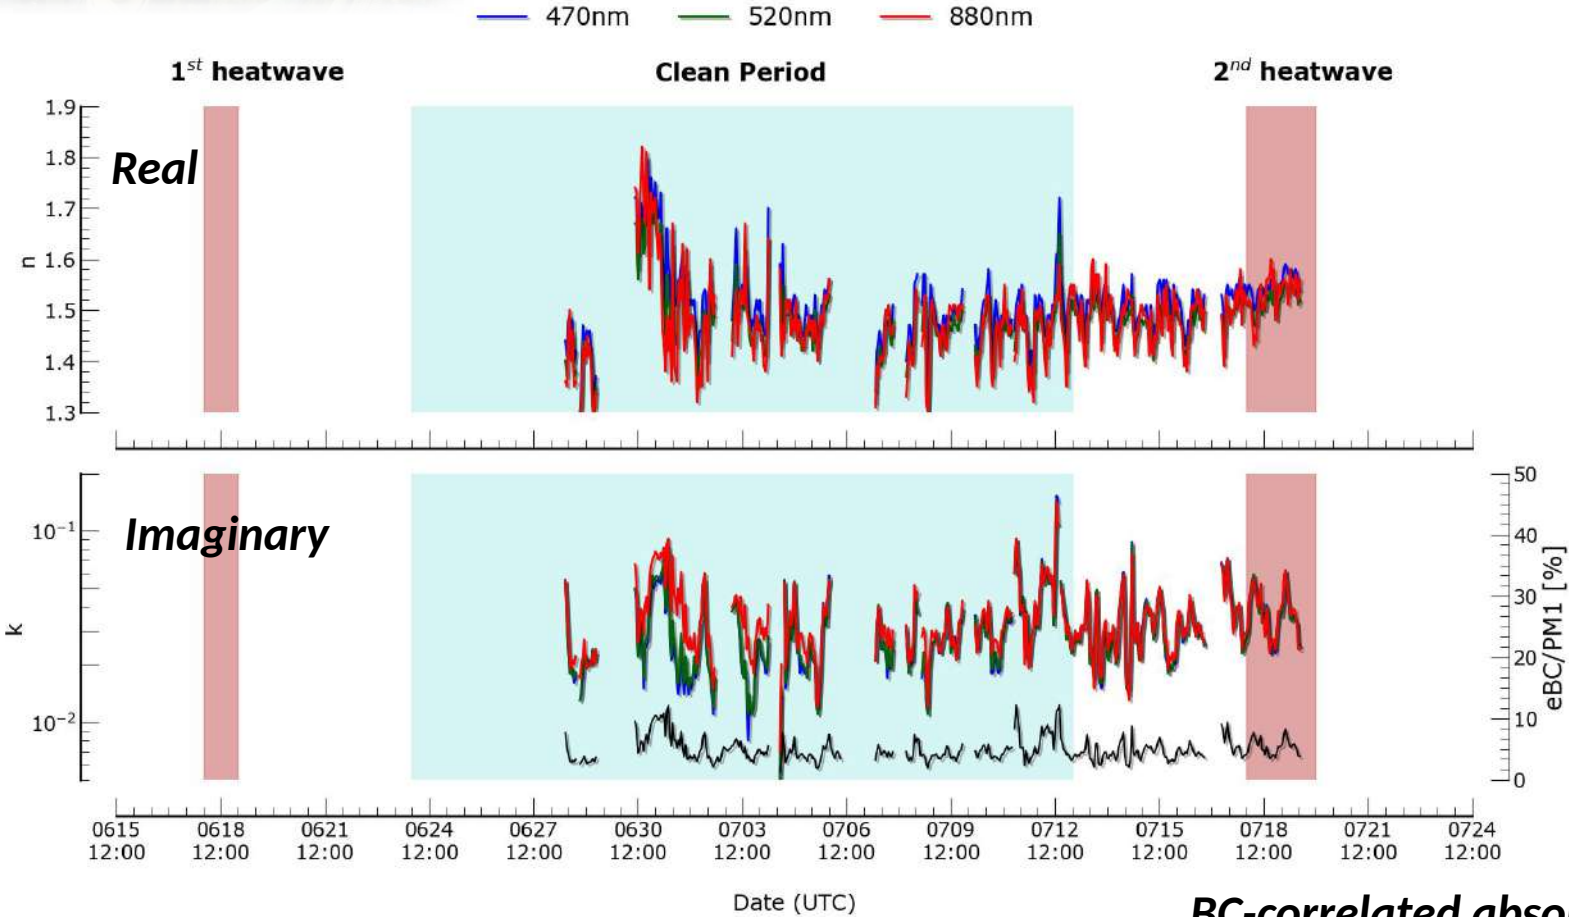 470nm 520nm 880nm
1st heatwave Clean Period 2nd heatwave
Real
n
1.9
1.8
1.7
1.6
1.5
1.4
1.3
Imaginary
k
10−1
10−2
50
40
30
20
10
0
eBC/PM1 [%]
0615 0618 0621 0624 0627 0630 0703 0706 0709 0712 0715 0718 0721 0724
12:00 12:00 12:00 12:00 12:00 12:00 12:00 12:00 12:00 12:00 12:00 12:00 12:00 12:00
Date (UTC)
BC-correlated